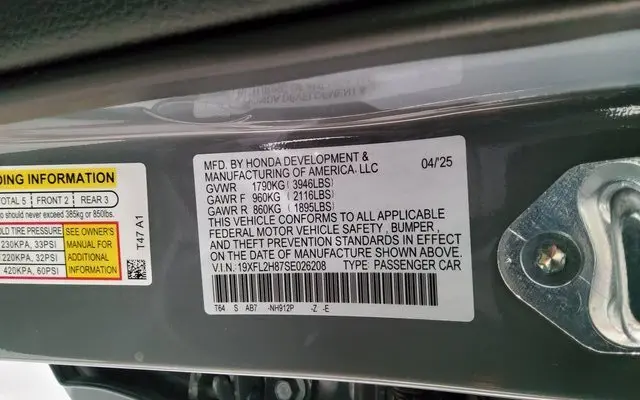 DING INFORMATION
TOTAL 5 FRONT 2 REAR 3
should never exceed 385kg or 850lbs.
LD TIRE PRESSURE
230KPA, 33PSI
220KPA, 32PSI
420KPA, 60PSI
SEE OWNER'S
MANUAL FOR
ADDITIONAL
INFORMATION
T47 A1
MFD. BY HONDA DEVELOPMENT & 04/'25
MANUFACTURING OF AMERICA, LLC
GVWR 1790KG(3946LBS)
GAWR F 960KG(2116LBS)
GAWR R 860KG(1895LBS)
THIS VEHICLE CONFORMS TO ALL APPLICABLE
FEDERAL MOTOR VEHICLE SAFETY, BUMPER,
AND THEFT PREVENTION STANDARDS IN EFFECT
ON THE DATE OF MANUFACTURE SHOWN ABOVE.
V.I.N. 19XFL2H87SE026208 TYPE PASSENGER CAR
T64 S AB7 -NH912P -Z -E